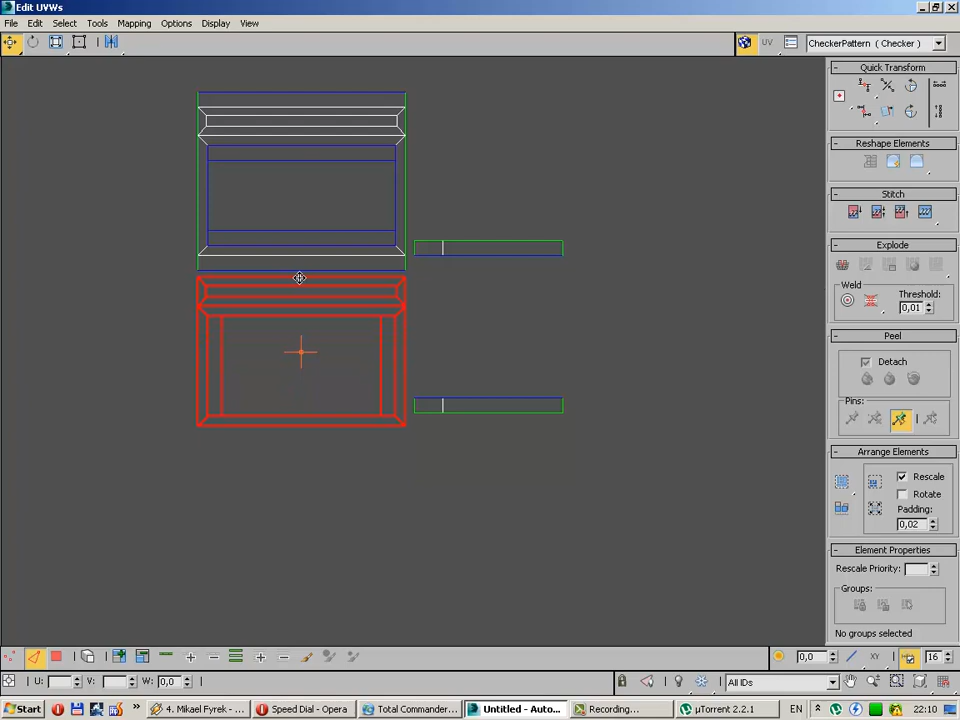 Edit UVWs
File Edit Select Tools Mapping Options Display View
UV CheckerPattern ( Checker )
Quick Transform
Reshape Elements
Stitch
Explode
Weld
Threshold:
0,01
Peel
Detach
Pins:
Arrange Elements
Rescale
Rotate
Padding:
0,02
Element Properties
Rescale Priority:
Groups:
No groups selected
0,0 XY 16
U: V: W: 0,0 All IDs
Start 4. Mikael Fyrek - ... Speed Dial - Opera Total Commander... Untitled - Auto... Recording... µTorrent 2.2.1 EN 22:10